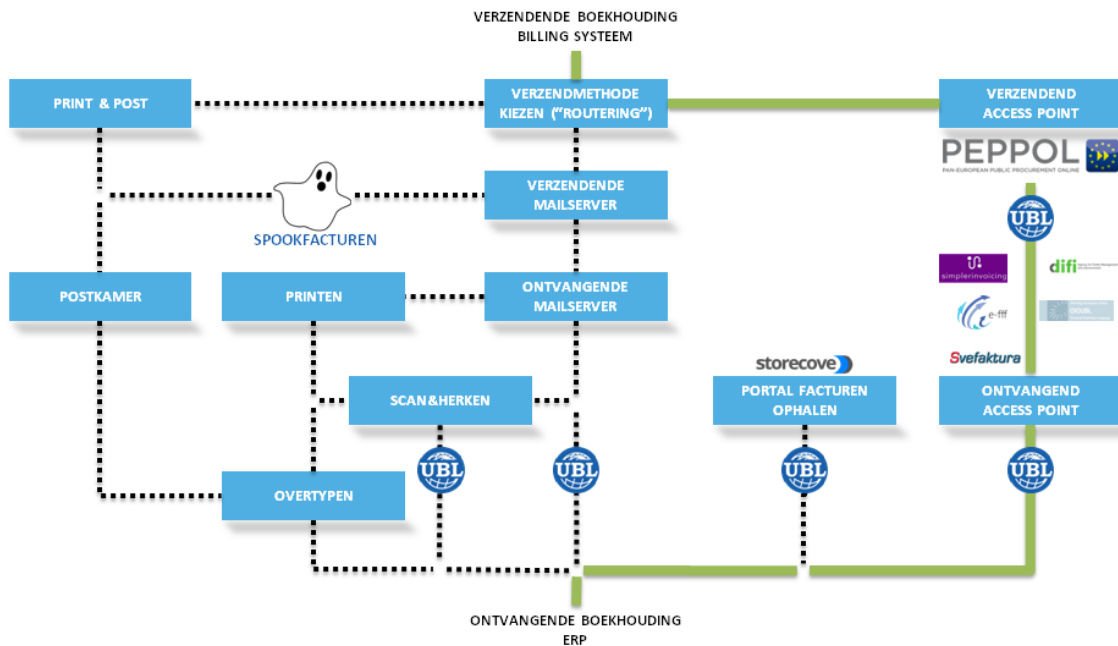 VERZENDENDE BOEKHOUDING
BILLING SYSTEEM
PRINT & POST
VERZENDMETHODE
KIEZEN ("ROUTERING")
VERZENDEND
ACCESS POINT
PEPPOL
PAN-EUROPEAN PUBLIC PROCUREMENT ONLINE
VERZENDENDE
MAILSERVER
SPOOKFACTUREN
UBL
simplerinvoicing
difi
POSTKAMER
PRINTEN
ONTVANGENDE
MAILSERVER
e-fff
Svefaktura
storecove
SCAN&HERKEN
PORTAL FACTUREN
OPHALEN
ONTVANGEND
ACCESS POINT
UBL
UBL
UBL
UBL
OVERTYPEN
ONTVANGENDE BOEKHOUDING
ERP